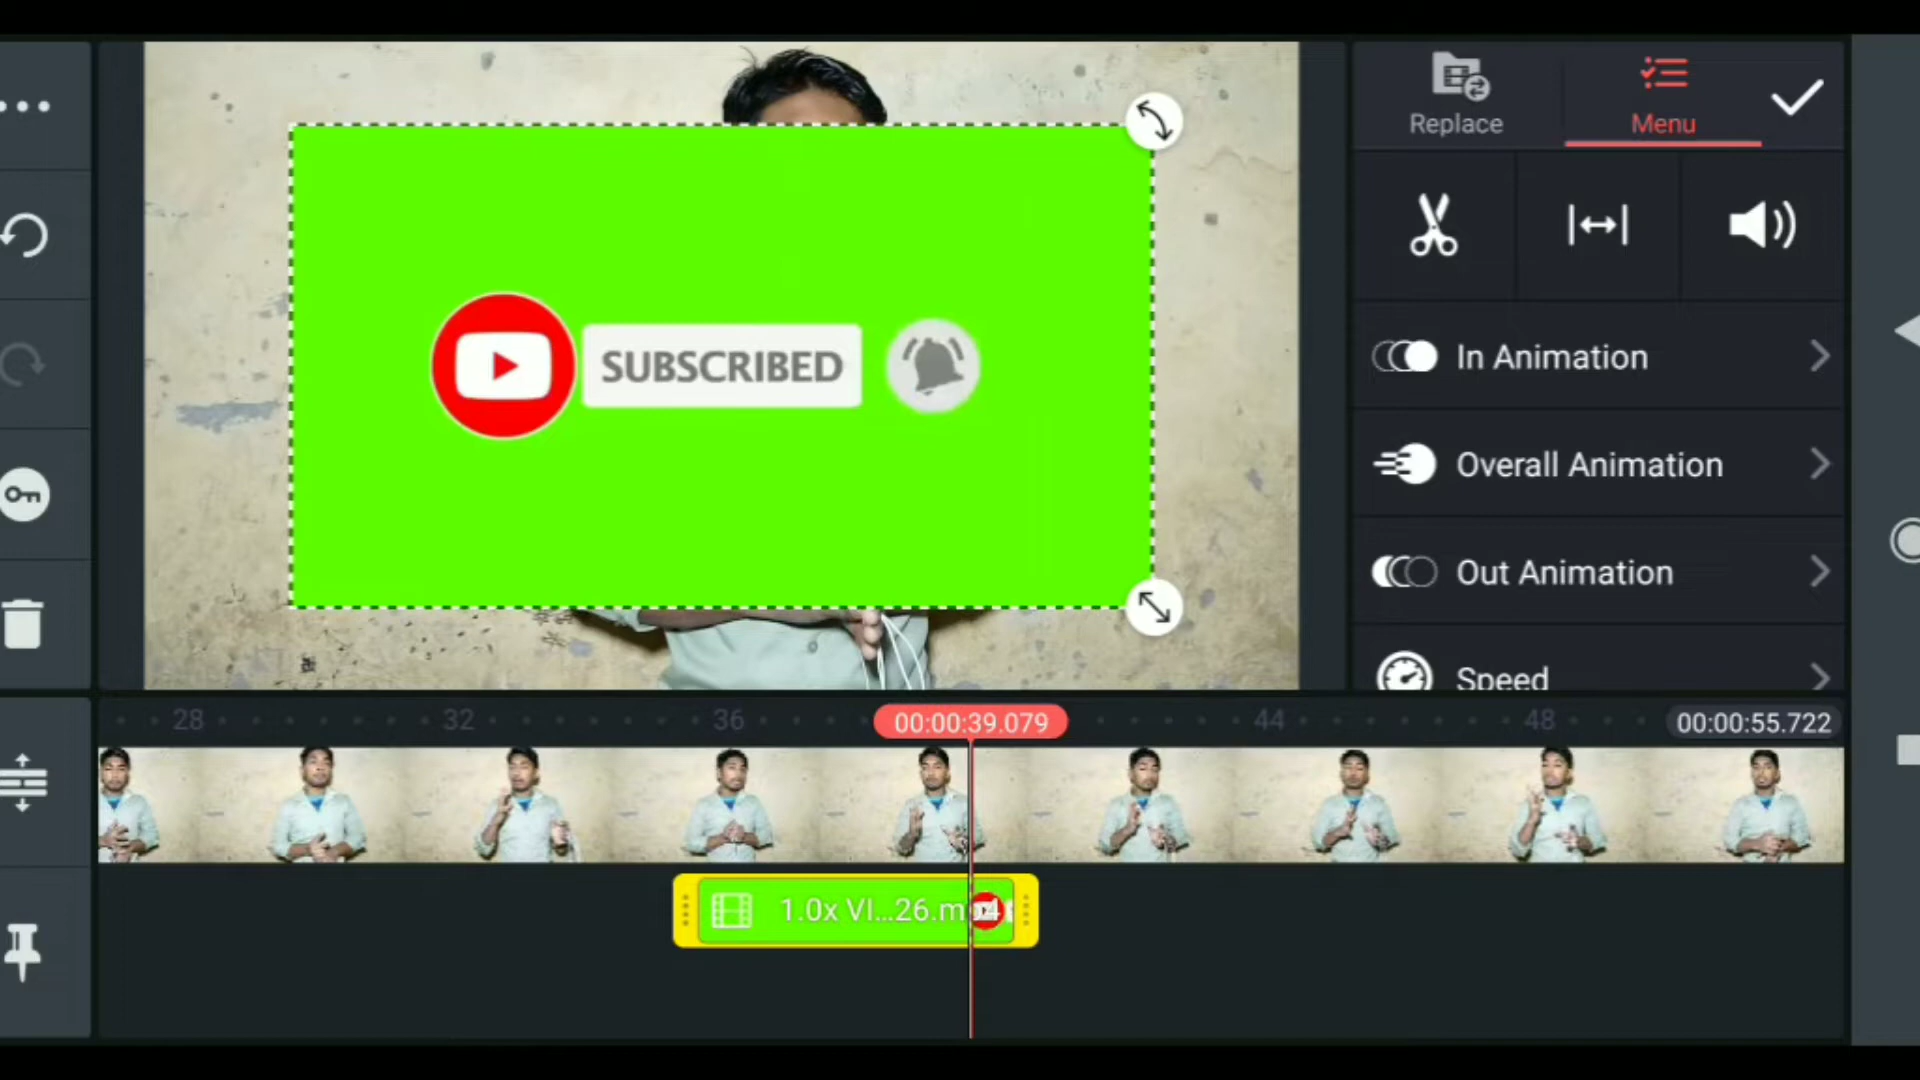 Replace
Menu
SUBSCRIBED
In Animation
Overall Animation
Out Animation
Speed
28
32
36
00:00:39.079
44
48
00:00:55.722
1.0x VI...26.mp4